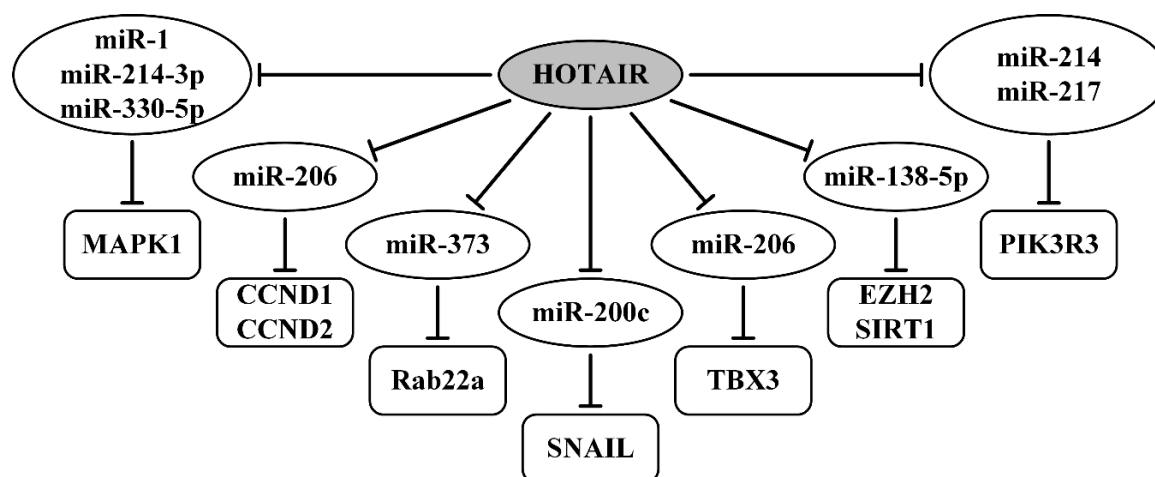 miR-1
miR-214-3p
miR-330-5p
HOTAIR
miR-214
miR-217
miR-206
miR-138-5p
MAPK1
miR-373
miR-206
PIK3R3
CCND1
CCND2
miR-200c
EZH2
SIRT1
Rab22a
TBX3
SNAIL